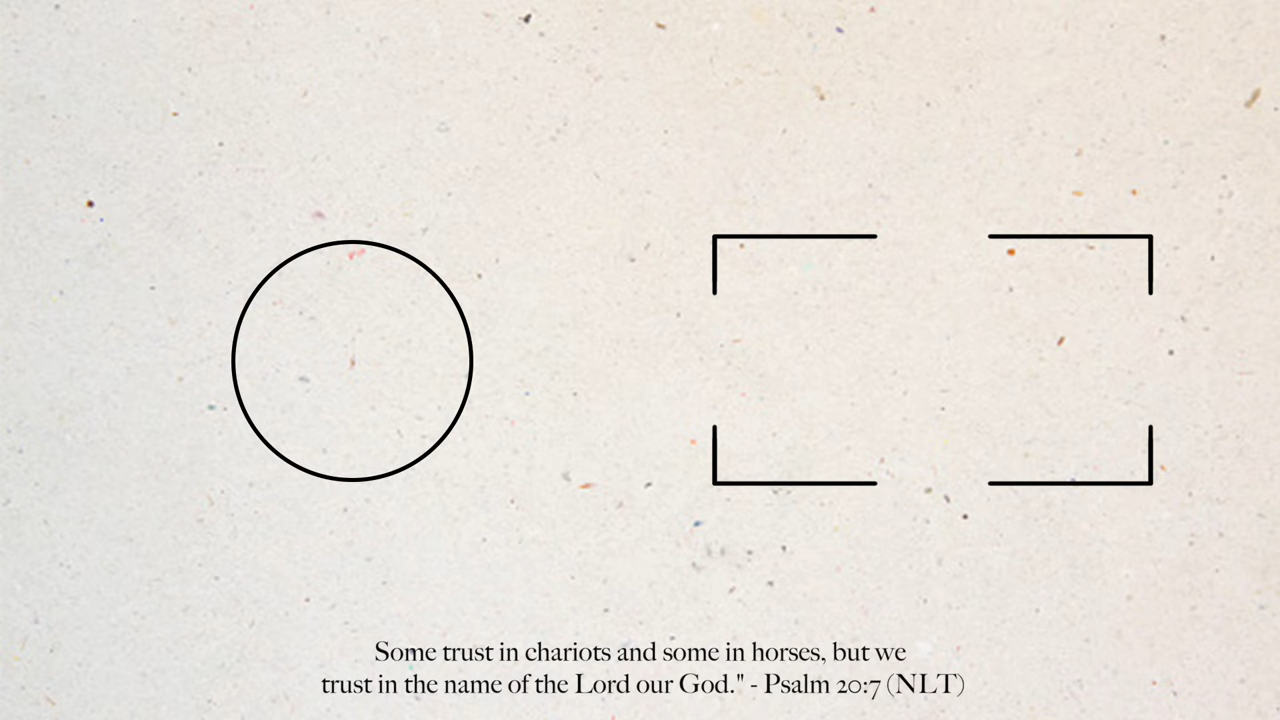 Some trust in chariots and some in horses, but we
trust in the name of the Lord our God." - Psalm 20:7 (NLT)